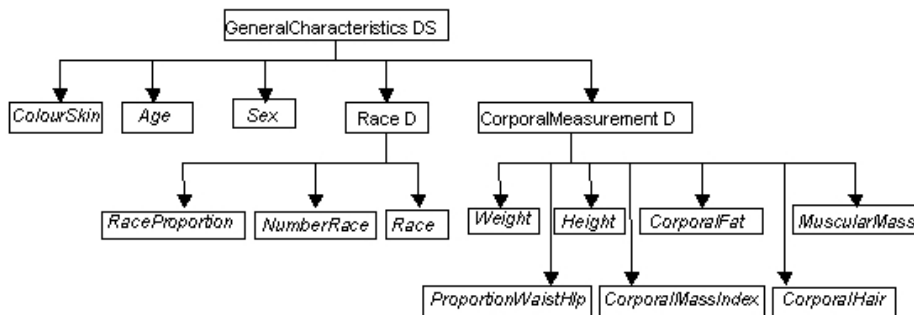 GeneralCharacteristics DS
ColourSkin
Age
Sex
Race D
CorporalMeasurement D
RaceProportion
NumberRace
Race
Weight
Height
CorporalFat
MuscularMass
ProportionWaistHIp
CorporalMassIndex
CorporalHair